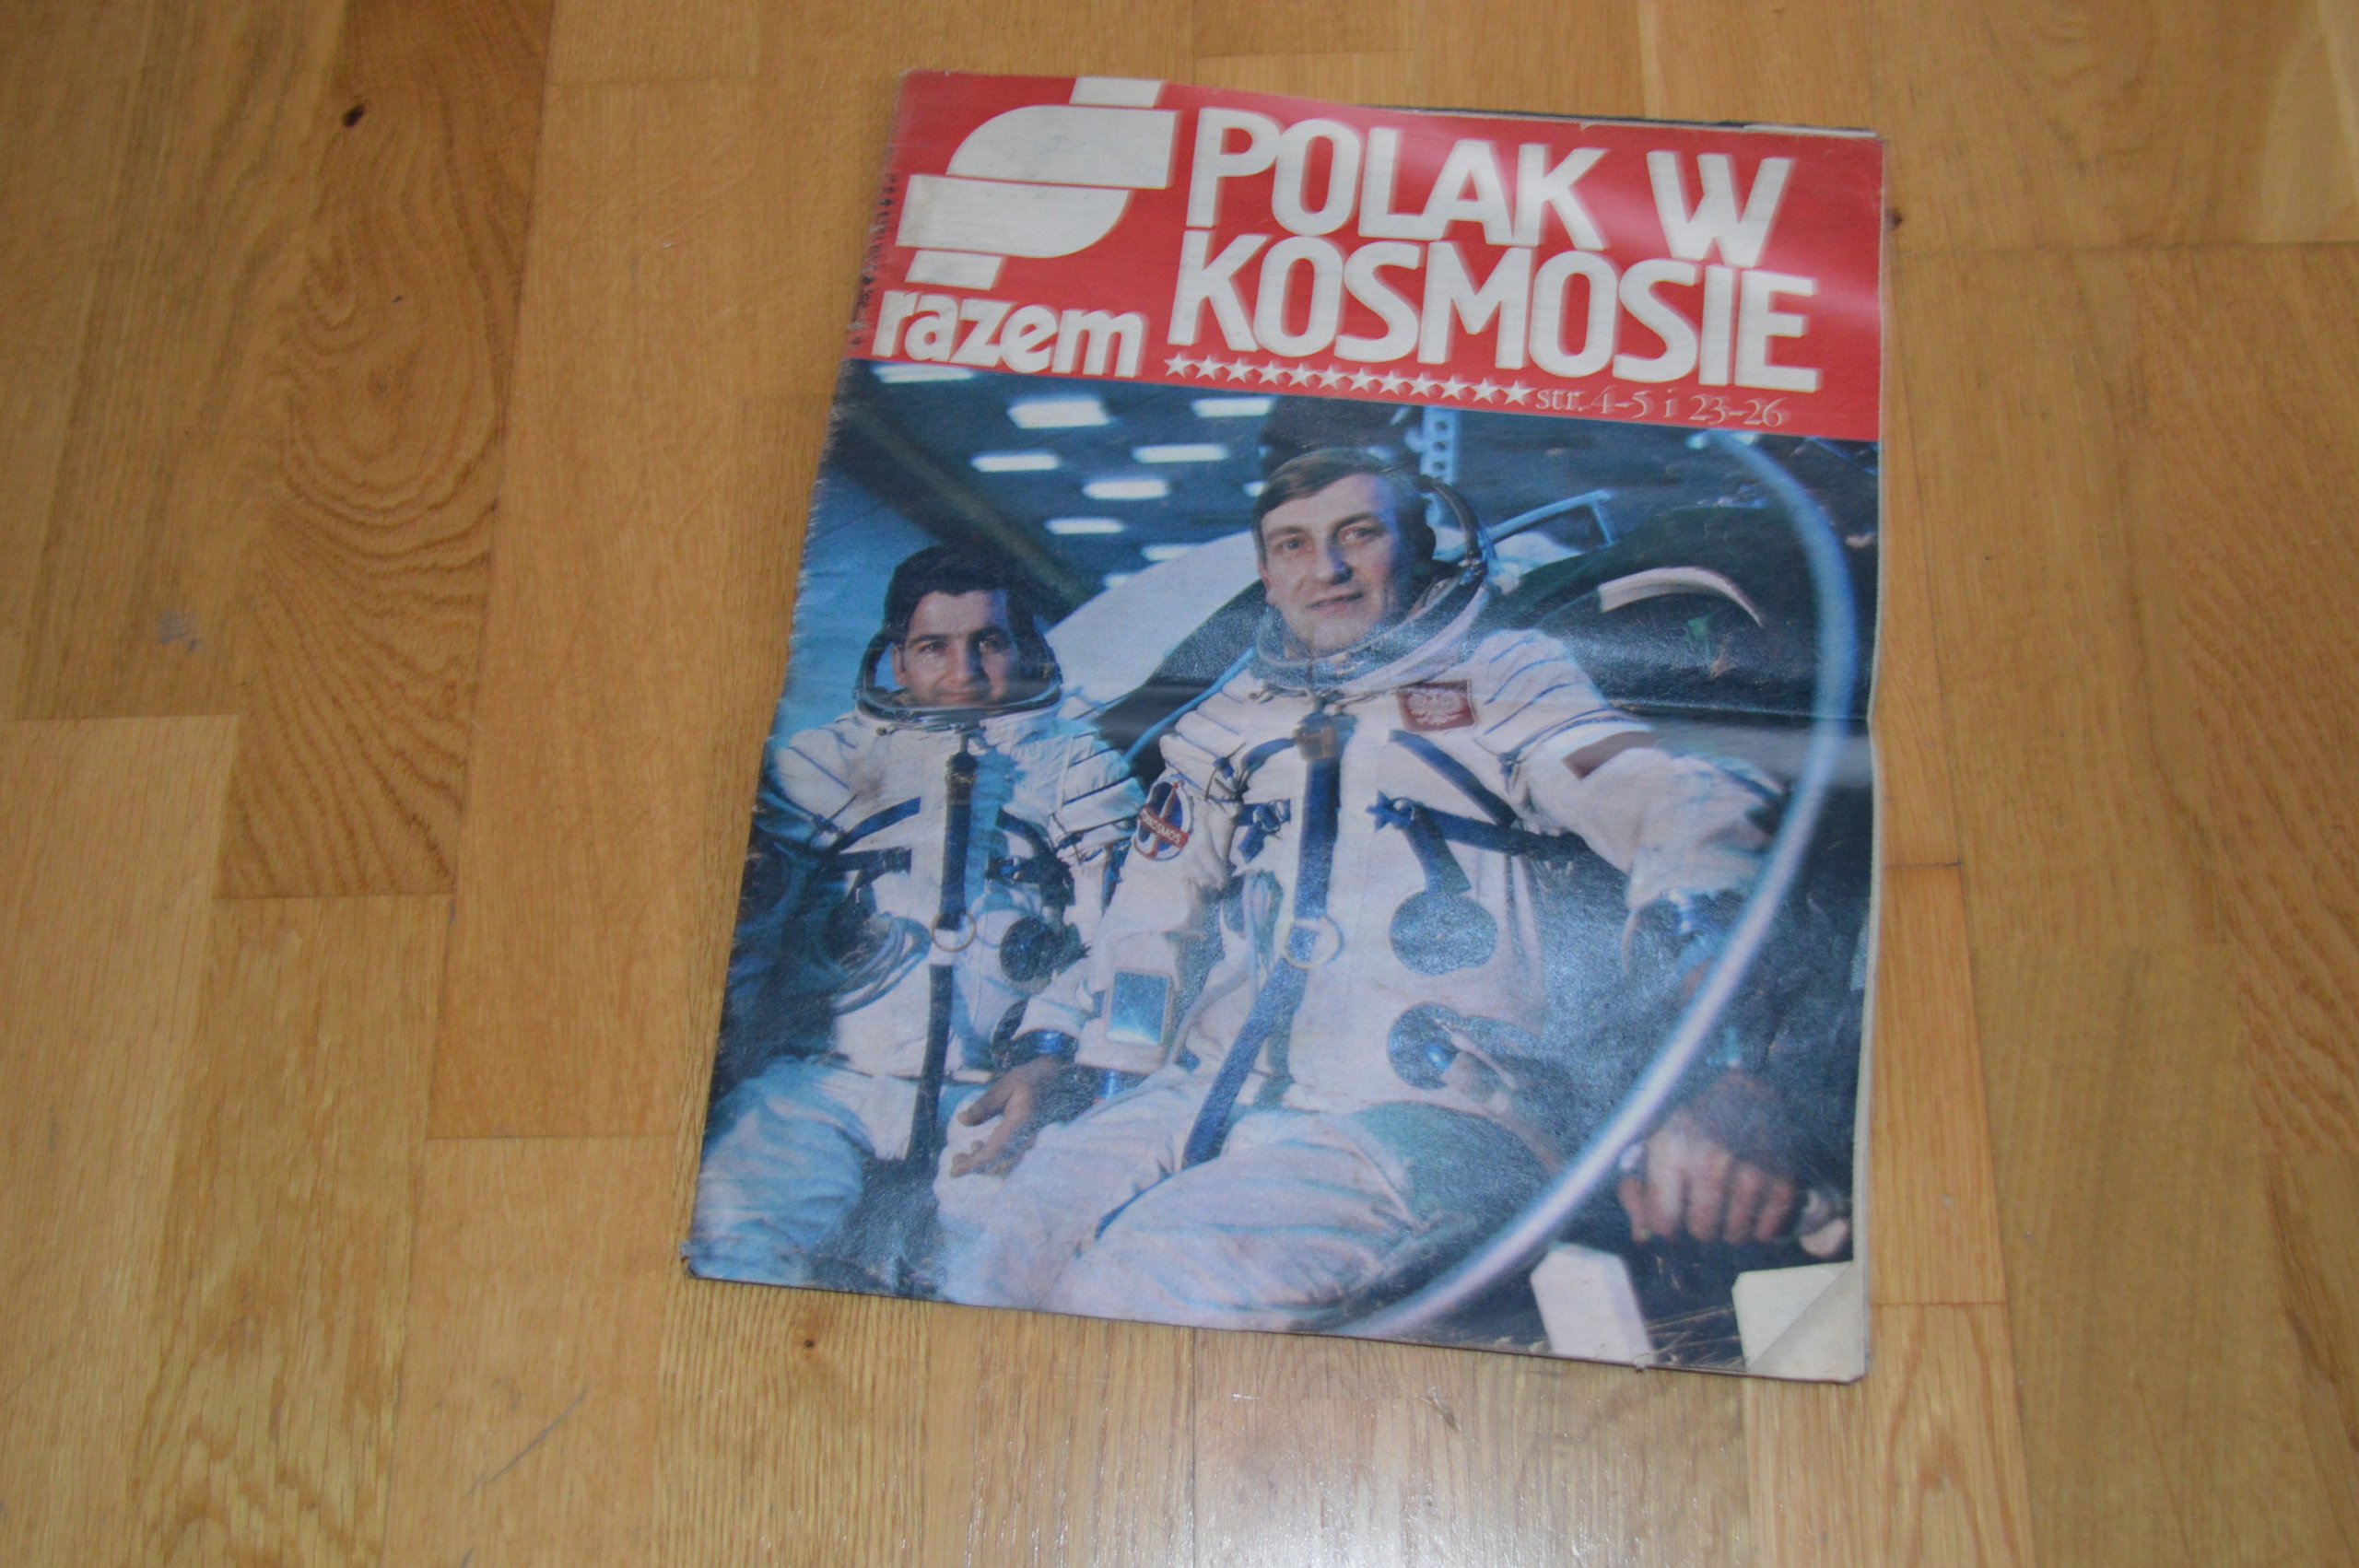 POLAK W
KOSMOSIE
razem
str. 4-5 i 23-26